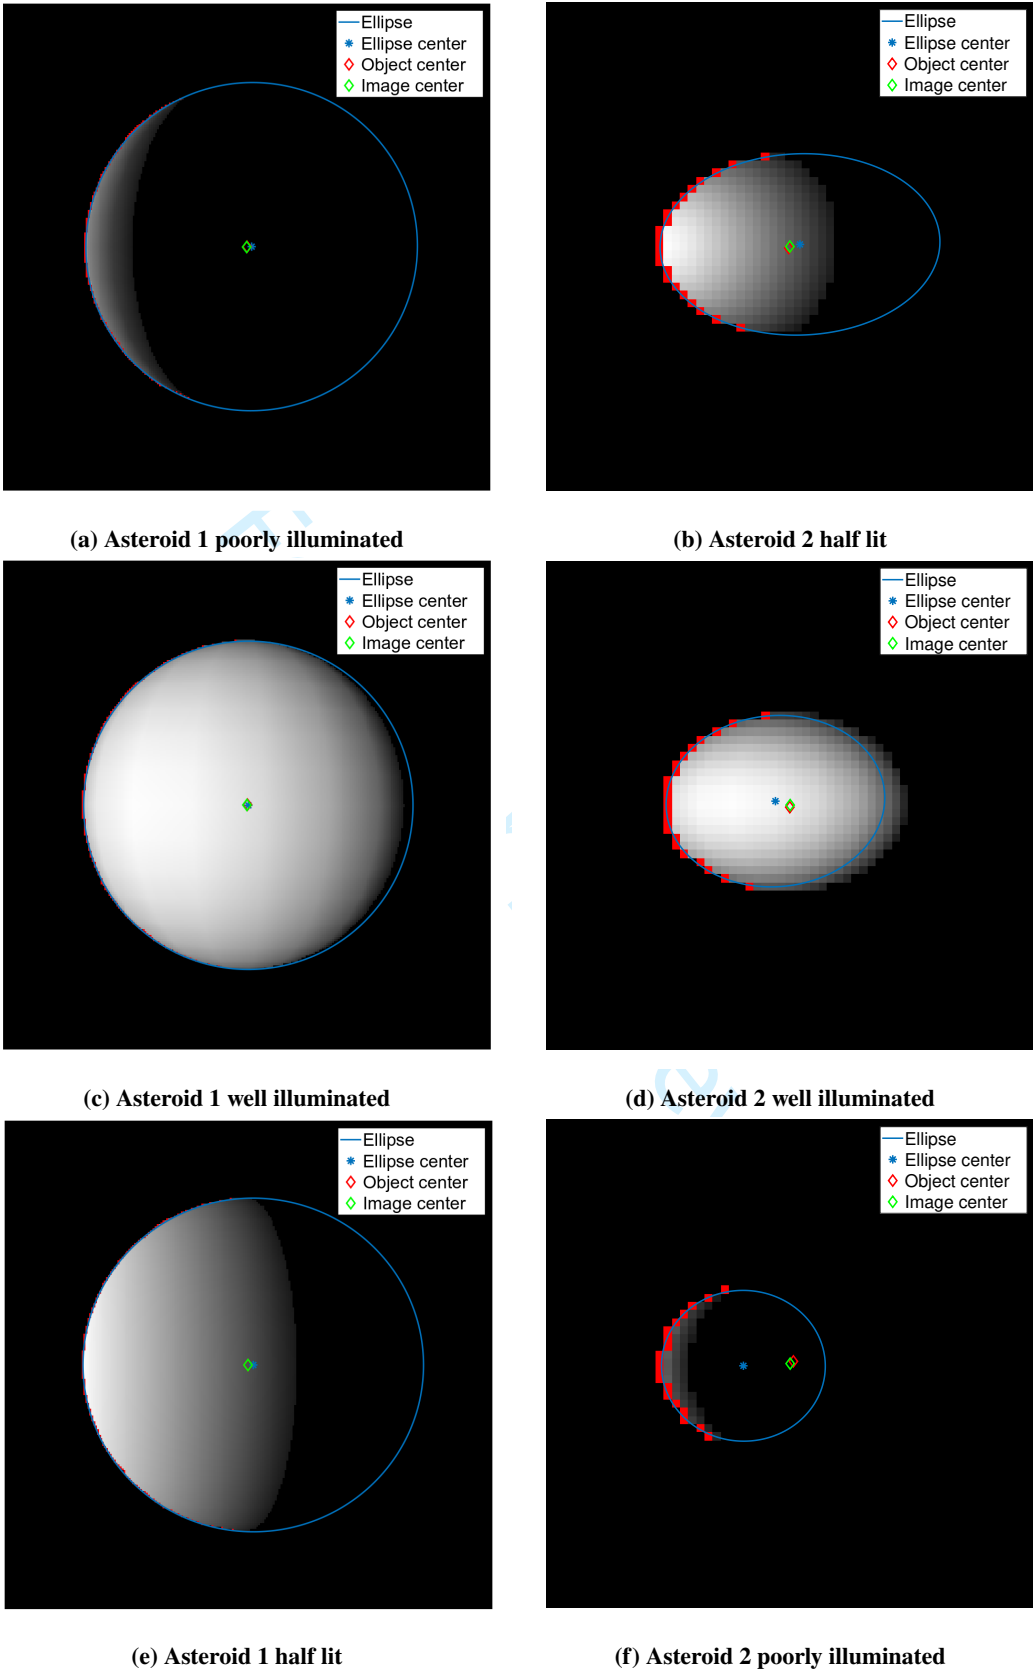 Ellipse
Ellipse center
Object center
Image center
Ellipse
Ellipse center
Object center
Image center
(a) Asteroid 1 poorly illuminated
(b) Asteroid 2 half lit
Ellipse
Ellipse center
Object center
Image center
Ellipse
Ellipse center
Object center
Image center
(c) Asteroid 1 well illuminated
(d) Asteroid 2 well illuminated
Ellipse
Ellipse center
Object center
Image center
Ellipse
Ellipse center
Object center
Image center
(e) Asteroid 1 half lit
(f) Asteroid 2 poorly illuminated